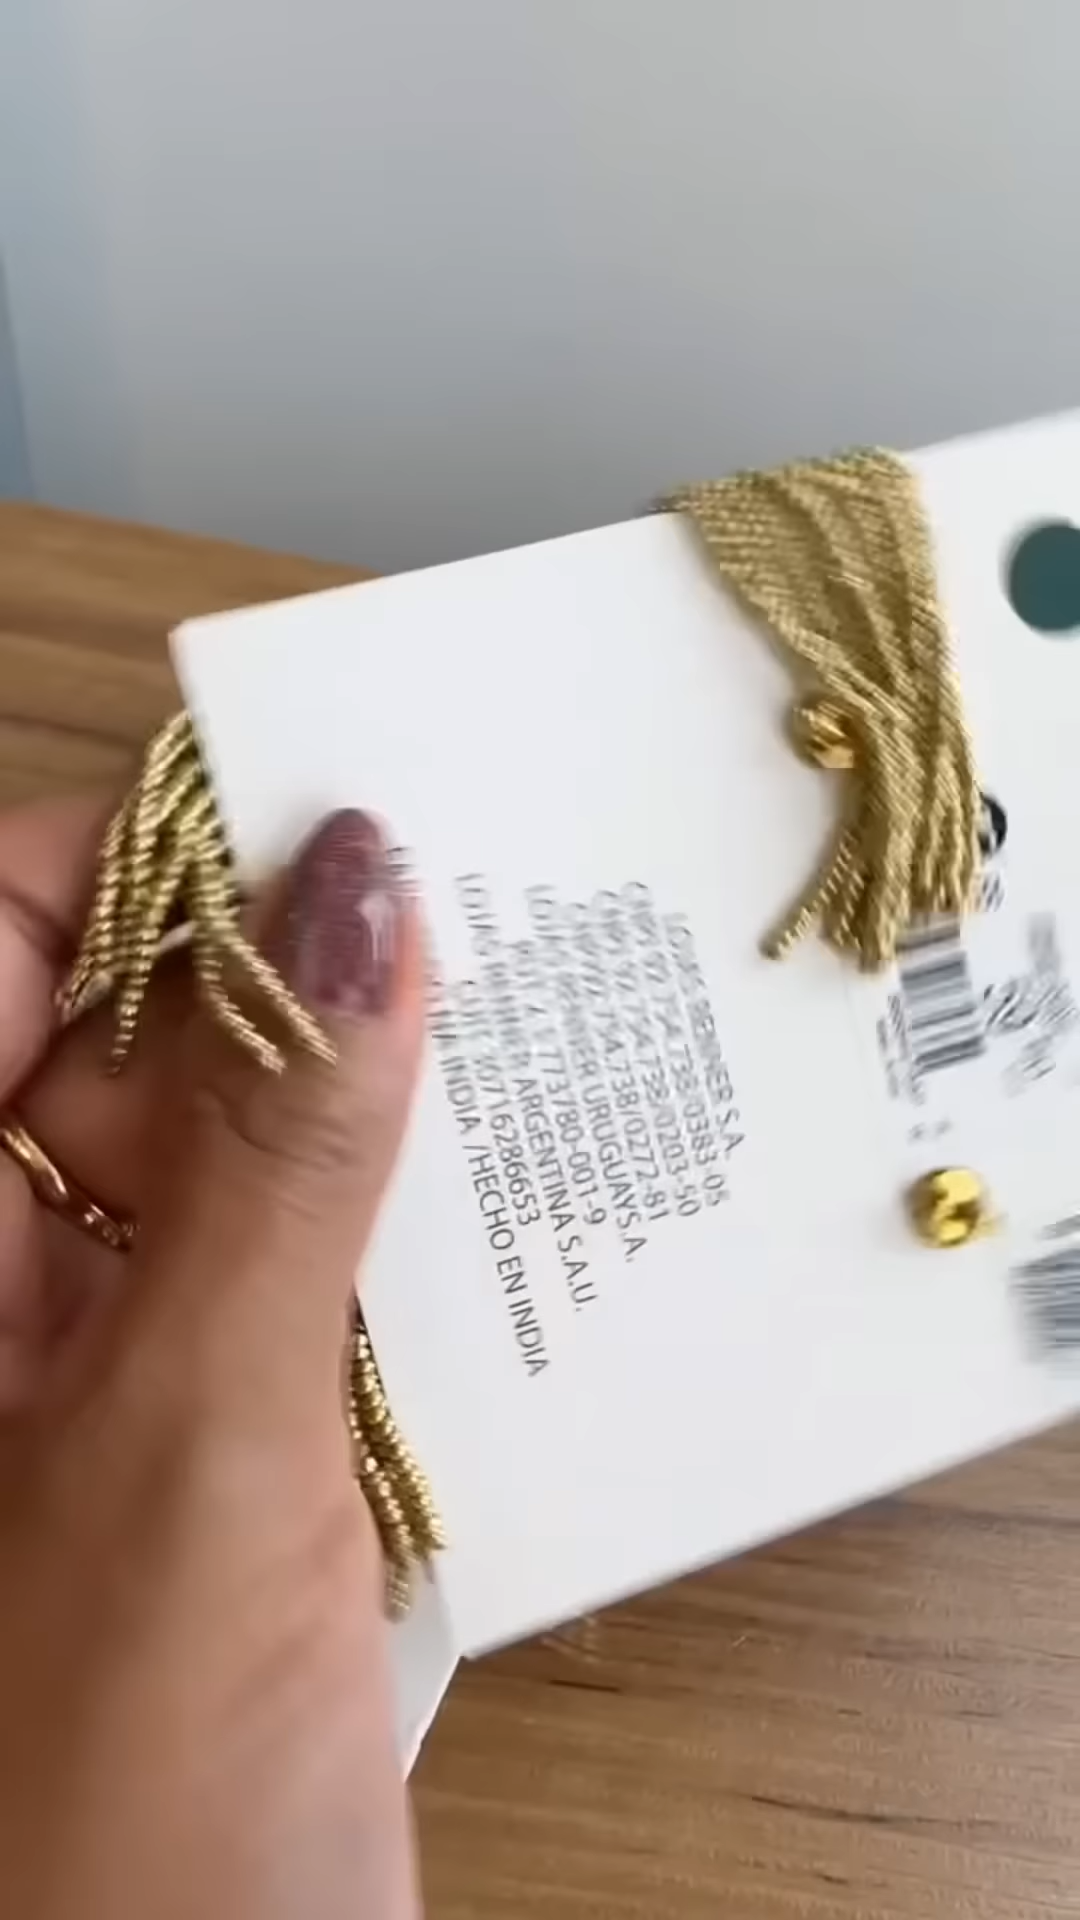 LOJAS RENNER S.A.
CNPJ 92.754.738/0383-05
CNPJ 92.754.738/0203-50
CNPJ 92.754.738/0272-81
LOJAS RENNER URUGUAY S.A.
RUT 21 773780-001-9
LOJAS RENNER ARGENTINA S.A.U.
CUIT 30716286653
INDIA /HECHO EN INDIA